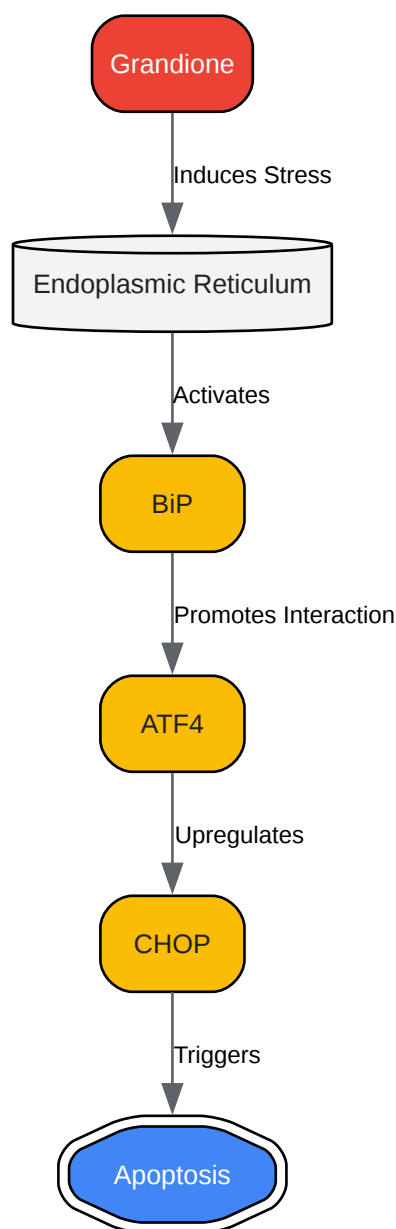 Grandione
Induces Stress
Endoplasmic Reticulum
Activates
BiP
Promotes Interaction
ATF4
Upregulates
CHOP
Triggers
Apoptosis